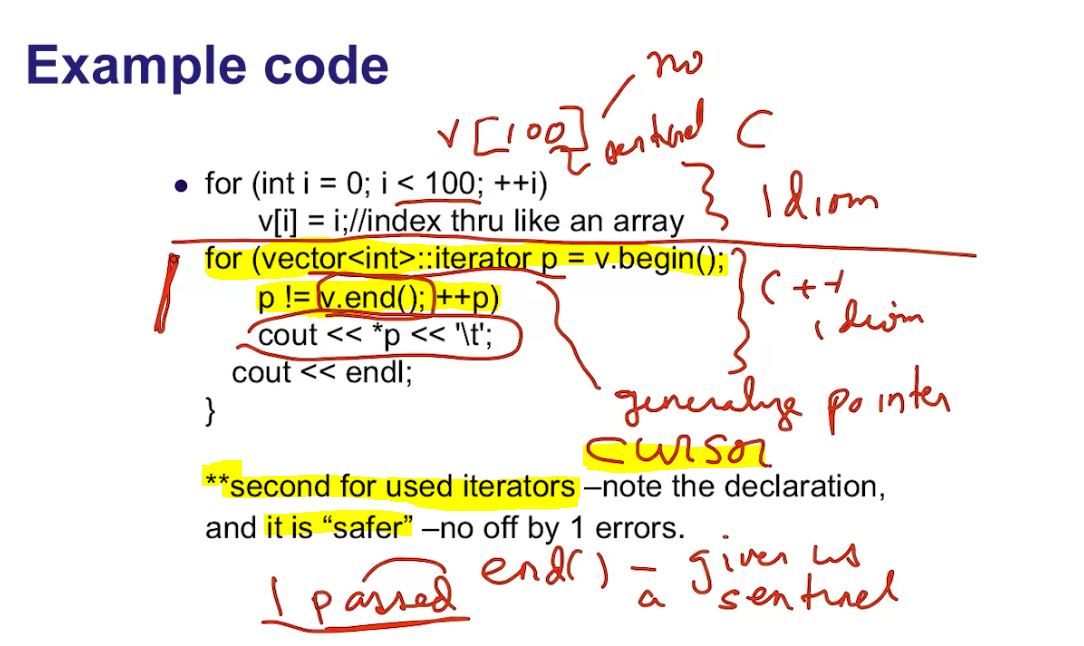 Example code
no
v [100] sentinel C
• for (int i = 0; i < 100; ++i)
v[i] = i;//index thru like an array
Idiom
for (vector<int>::iterator p = v.begin();
p != v.end(); ++p)
C++
idiom
cout << *p << '\t';
cout << endl;
}
generalize pointer
cursor
**second for used iterators –note the declaration,
and it is “safer” –no off by 1 errors.
1 passed end() – gives us
a sentinel